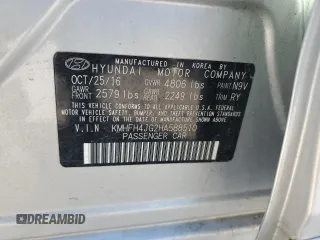 MANUFACTURED IN KOREA BY
HYUNDAI MOTOR COMPANY
OCT/25/16 GVWR 4806 lbs PAINT N9V
GAWR FRONT 2579 lbs GAWR REAR 2249 lbs TRIM RY
THIS VEHICLE CONFORMS TO ALL APPLICABLE U.S. FEDERAL
MOTOR VEHICLE SAFETY, BUMPER, AND THEFT PREVENTION
STANDARDS IN EFFECT ON THE DATE OF MANUFACTURE
SHOWN ABOVE.
V.I.N KMHFH4JG2HA588510
PASSENGER CAR
DREAMBID